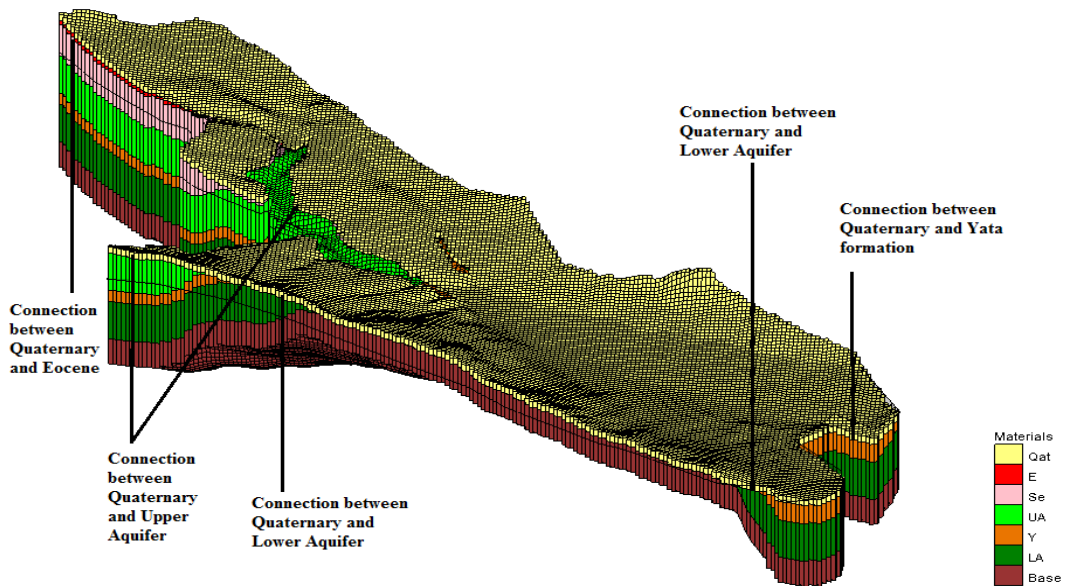 Connection between
Quaternary and
Lower Aquifer
Connection between
Quaternary and Yata
formation
Connection
between
Quaternary
and Eocene
Connection
between
Quaternary
and Upper
Aquifer
Connection between
Quaternary and
Lower Aquifer
Materials
Qat
E
Se
UA
Y
LA
Base